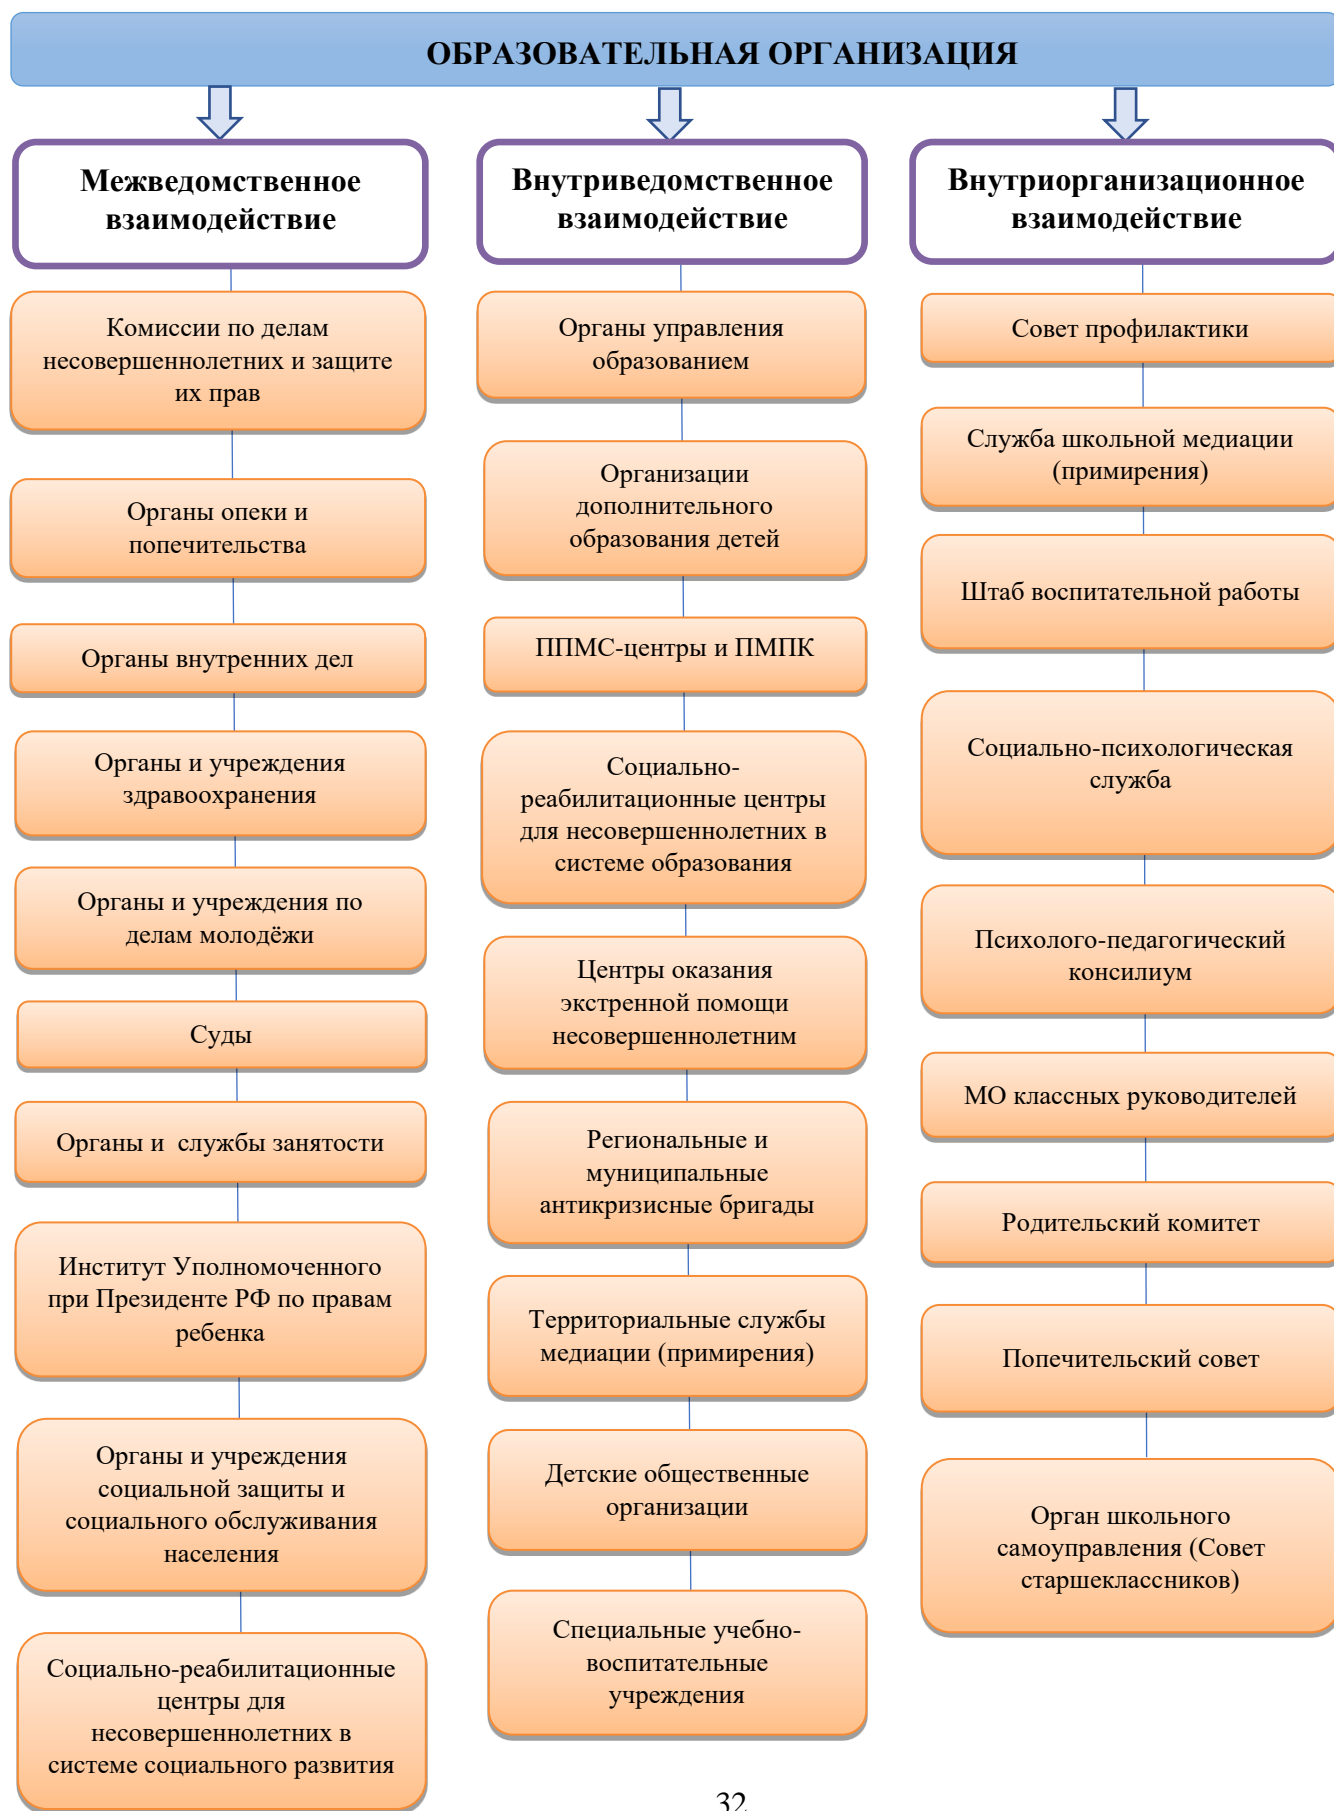 ОБРАЗОВАТЕЛЬНАЯ ОРГАНИЗАЦИЯ
Межведомственное
взаимодействие
Комиссии по делам
несовершеннолетних и защите
их прав
Органы опеки и
попечительства
Органы внутренних дел
Органы и учреждения
здравоохранения
Органы и учреждения по
делам молодёжи
Суды
Органы и службы занятости
Институт Уполномоченного
при Президенте РФ по правам
ребенка
Органы и учреждения
социальной защиты и
социального обслуживания
населения
Социально-реабилитационные
центры для
несовершеннолетних в
системе социального развития
Внутриведомственное
взаимодействие
Органы управления
образованием
Организации
дополнительного
образования детей
ППМС-центры и ПМПК
Социально-
реабилитационные центры
для несовершеннолетних в
системе образования
Центры оказания
экстренной помощи
несовершеннолетним
Региональные и
муниципальные
антикризисные бригады
Территориальные службы
медиации (примирения)
Детские общественные
организации
Специальные учебно-
воспитательные
учреждения
Внутриорганизационное
взаимодействие
Совет профилактики
Служба школьной медиации
(примирения)
Штаб воспитательной работы
Социально-психологическая
служба
Психолого-педагогический
консилиум
МО классных руководителей
Родительский комитет
Попечительский совет
Орган школьного
самоуправления (Совет
старшеклассников)
32